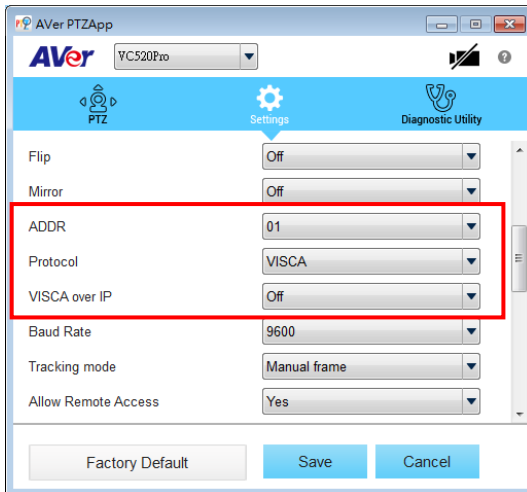 AVer PTZApp
AVer VC520Pro
PTZ Settings Diagnostic Utility
Flip Off
Mirror Off
ADDR 01
Protocol VISCA
VISCA over IP Off
Baud Rate 9600
Tracking mode Manual frame
Allow Remote Access Yes
Factory Default Save Cancel